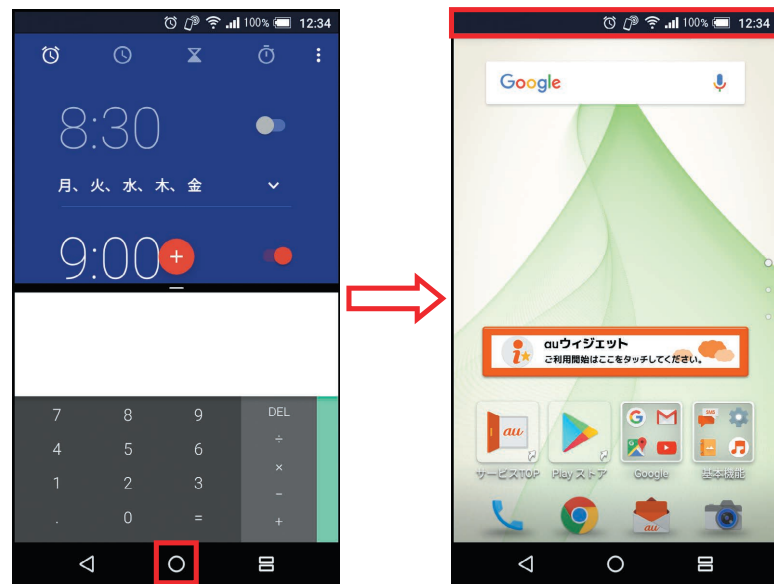 100% 12:34
8:30
月、火、水、木、金
9:00
+
7 8 9 DEL
4 5 6 ÷
1 2 3 ×
−
. 0 = +
100% 12:34
Google
auウィジェット
ご利用開始はここをタッチしてください。
au
サービスTOP Play ストア Google 基本機能
au